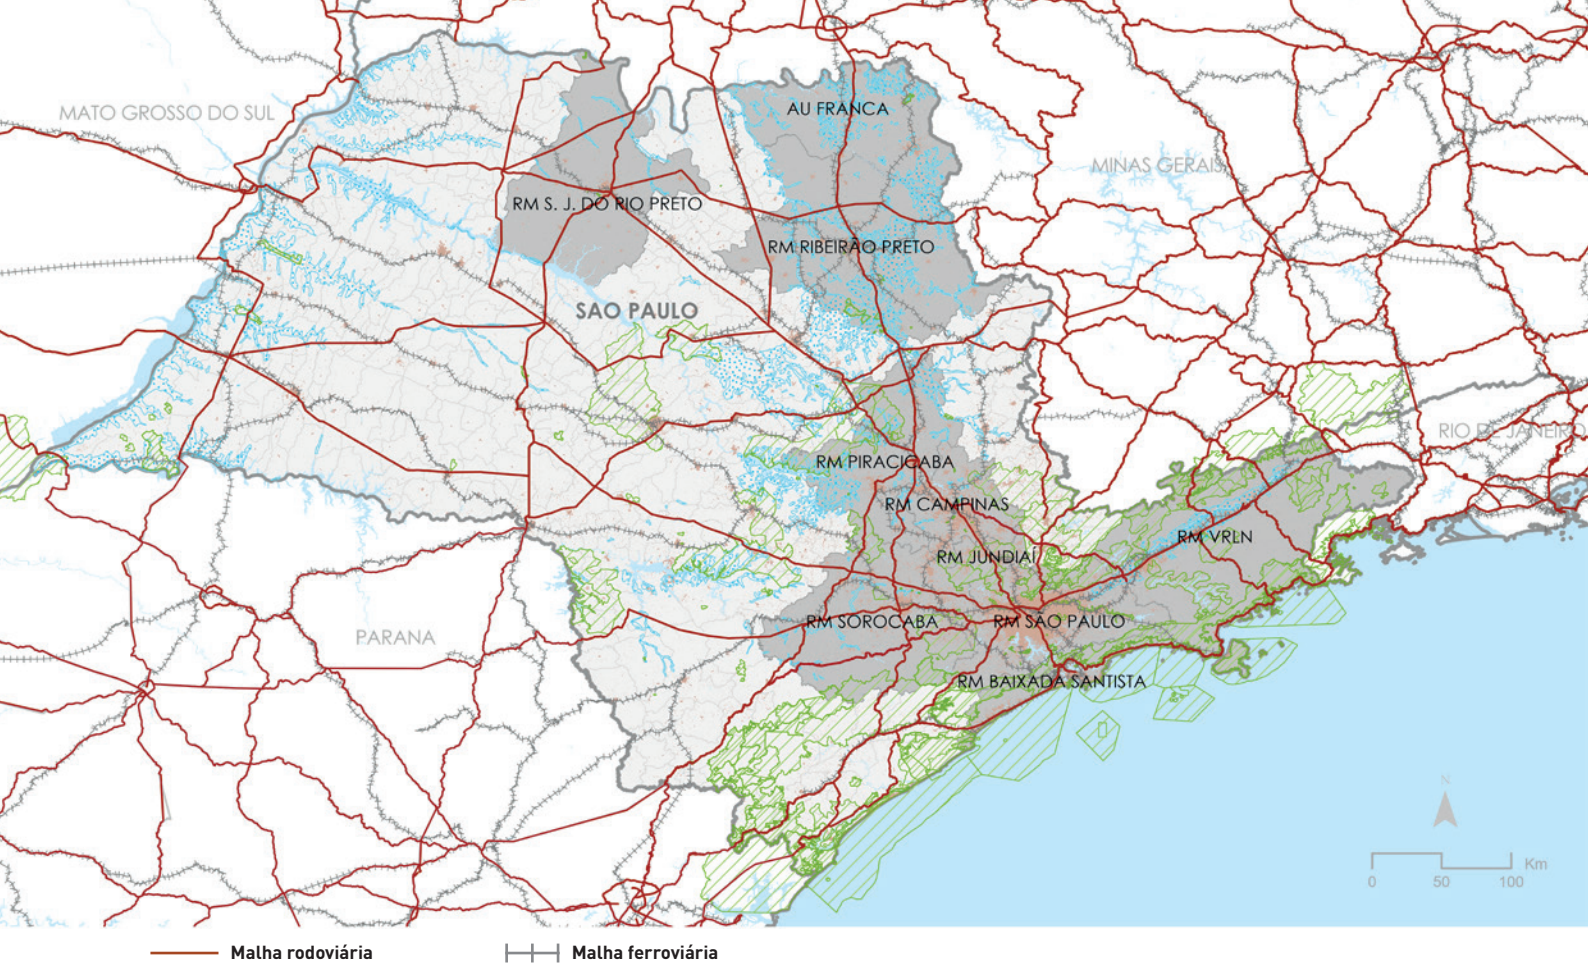 AU FRANCA
MATO GROSSO DO SUL
MINAS GERAIS
RM S. J. DO RIO PRETO
RM RIBEIRÃO PRETO
SAO PAULO
RIO DE JANEIRO
RM PIRACICABA
RM CAMPINAS
RM VRLN
RM JUNDIAÍ
RM SOROCABA
RM SÃO PAULO
PARANA
RM BAIXADA SANTISTA
N
Km
0 50 100
Malha rodoviária Malha ferroviária